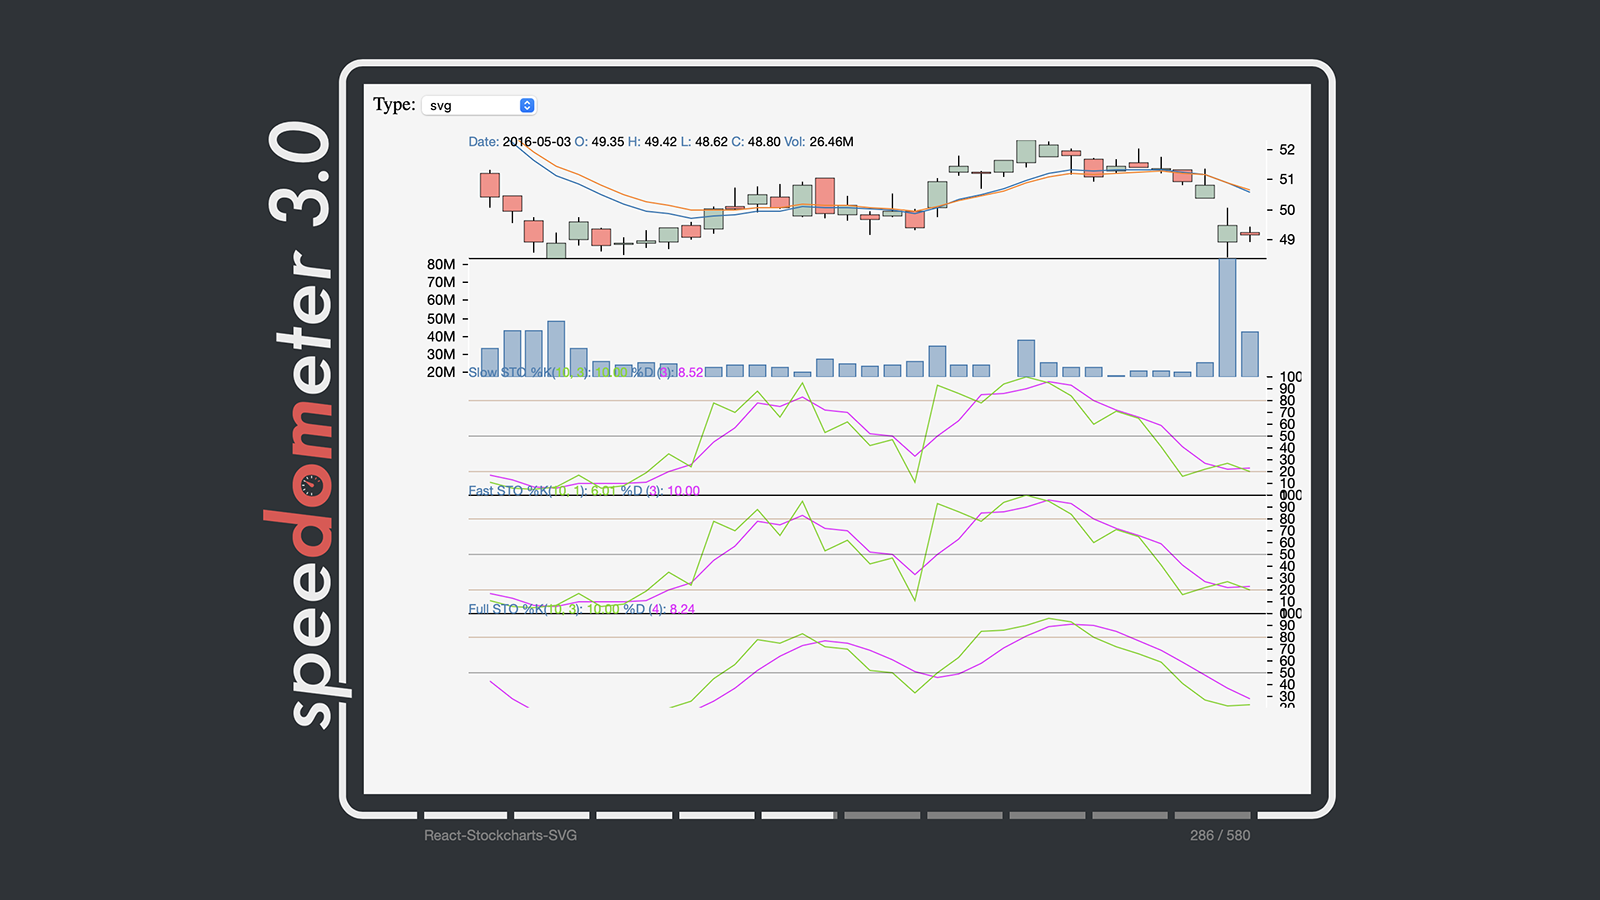 speedometer 3.0
Type: svg
Date: 2016-05-03 O: 49.35 H: 49.42 L: 48.62 C: 48.80 Vol: 26.46M
52
51
50
49
80M
70M
60M
50M
40M
30M
20M
Slow STO %K(10, 3): 10.00 %D (3): 8.52
100
90
80
70
60
50
40
30
20
10
Fast STO %K(10, 1): 6.01 %D (3): 10.00
100
90
80
70
60
50
40
30
20
10
Full STO %K(10, 3): 10.00 %D (4): 8.24
100
90
80
70
60
50
40
30
20
React-Stockcharts-SVG
286 / 580